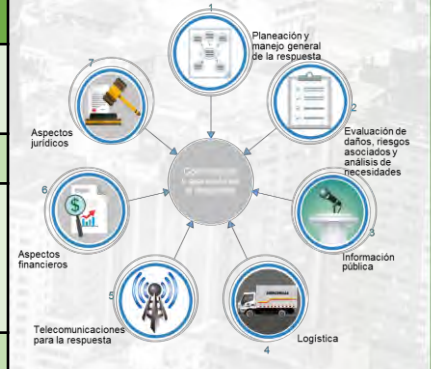 1
Planeación y
manejo general
de la respuesta
2
Evaluación de
daños, riesgos
asociados y
análisis de
necesidades
3
Información
pública
4
Logística
5
Telecomunicaciones
para la respuesta
6
Aspectos
financieros
7
Aspectos
jurídicos